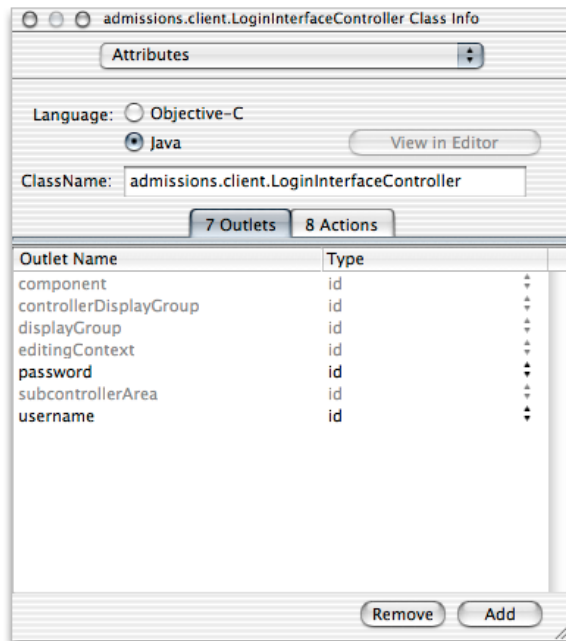 admissions.client.LoginInterfaceController Class Info
Attributes
Language: Objective-C
Java View in Editor
ClassName: admissions.client.LoginInterfaceController
7 Outlets 8 Actions
Outlet Name Type
component id
controllerDisplayGroup id
displayGroup id
editingContext id
password id
subcontrollerArea id
username id
Remove Add